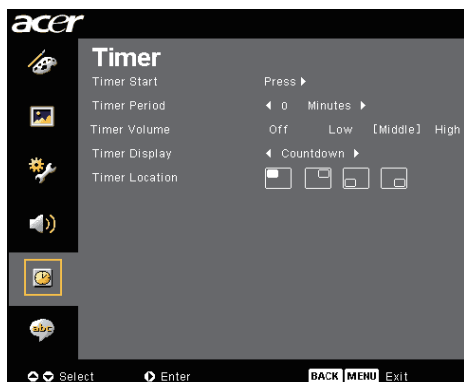 acer
Timer
Timer Start Press
Timer Period 0 Minutes
Timer Volume Off Low [Middle] High
Timer Display Countdown
Timer Location
abc
Select Enter BACK MENU Exit